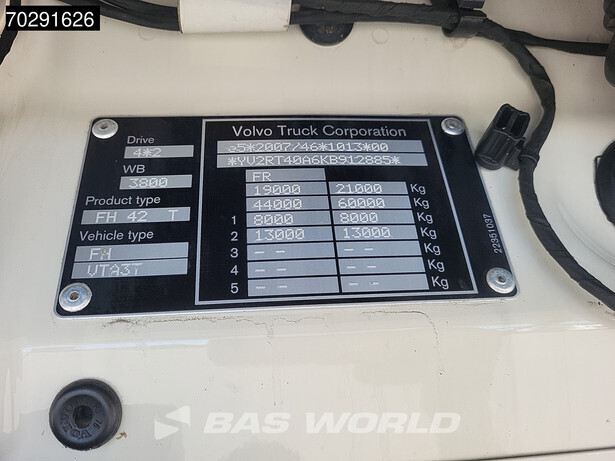 70291626
Volvo Truck Corporation
e5*2007/46*1013*00
*YV2RT40A6KB912885*
Drive
4*2
WB
3800
Product type
FH 42 T
Vehicle type
FH
VTA3T
FR
19000 21000 Kg
44000 60000 Kg
1 8000 8000 Kg
2 13000 13000 Kg
3 -- -- Kg
4 -- -- Kg
5 -- -- Kg
22351037
BAS WORLD